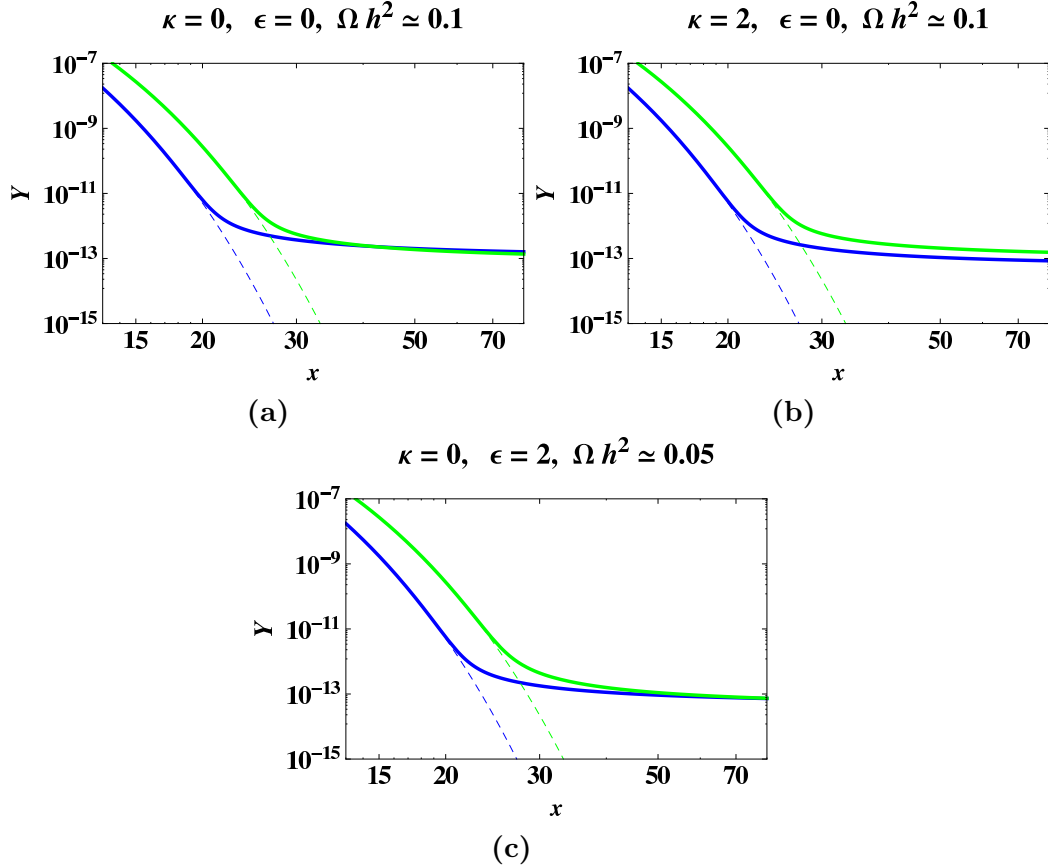 κ = 0, ϵ = 0, Ω h² ≃ 0.1
κ = 2, ϵ = 0, Ω h² ≃ 0.1
10⁻⁷
10⁻⁹
10⁻¹¹
10⁻¹³
10⁻¹⁵
Y
15 20 30 50 70
x
(a)
10⁻⁷
10⁻⁹
10⁻¹¹
10⁻¹³
10⁻¹⁵
Y
15 20 30 50 70
x
(b)
κ = 0, ϵ = 2, Ω h² ≃ 0.05
10⁻⁷
10⁻⁹
10⁻¹¹
10⁻¹³
10⁻¹⁵
Y
15 20 30 50 70
x
(c)